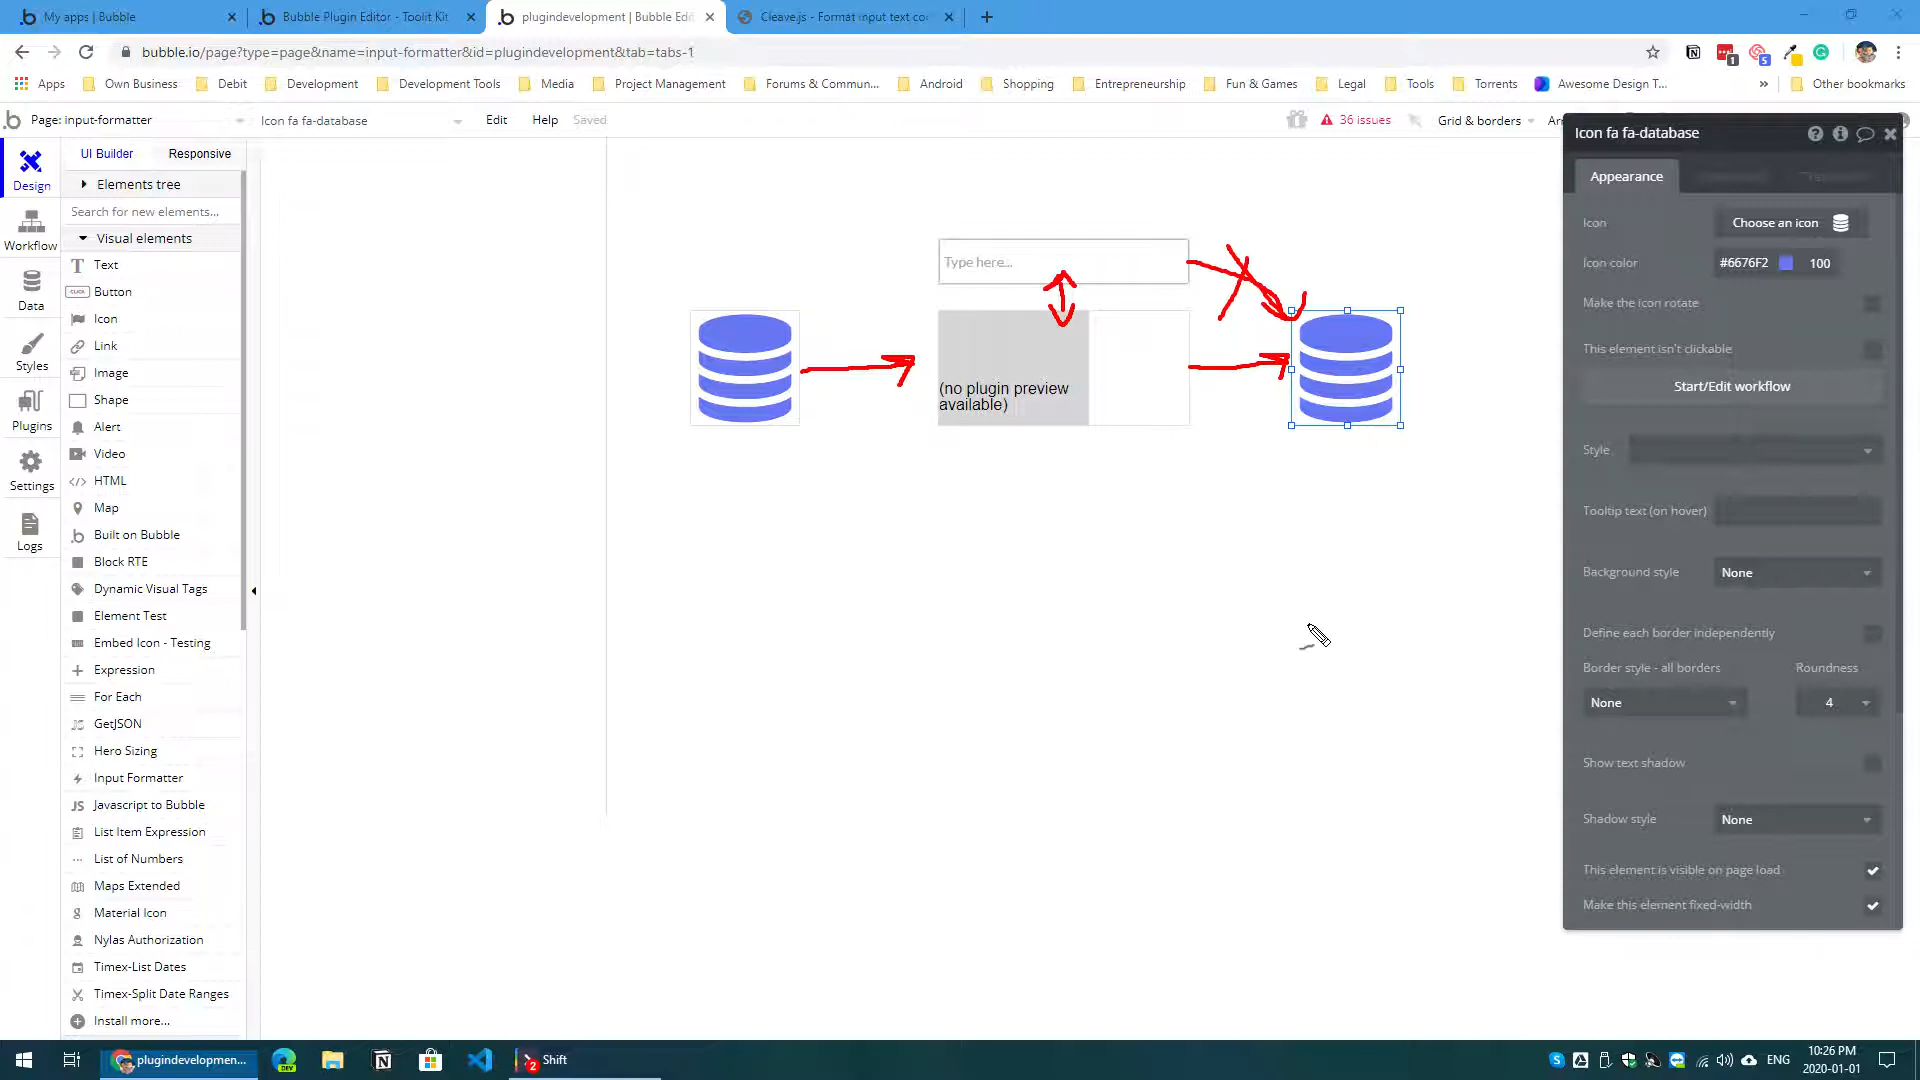 My apps | Bubble
Bubble Plugin Editor - Toolit Kit
plugindevelopment | Bubble Edi
Cleave.js - Format input text co
bubble.io/page?type=page&name=input-formatter&id=plugindevelopment&tab=tabs-1
1
5
Apps
Own Business
Debit
Development
Development Tools
Media
Project Management
Forums & Commun...
Android
Shopping
Entrepreneurship
Fun & Games
Legal
Tools
Torrents
Awesome Design T...
Other bookmarks
Page: input-formatter
Icon fa fa-database
Edit
Help
Saved
36 issues
Grid & borders
UI Builder
Responsive
Design
Workflow
Data
Styles
Plugins
Settings
Logs
Elements tree
Search for new elements...
Visual elements
Text
Button
Icon
Link
Image
Shape
Alert
Video
HTML
Map
Built on Bubble
Block RTE
Dynamic Visual Tags
Element Test
Embed Icon - Testing
Expression
For Each
GetJSON
Hero Sizing
Input Formatter
Javascript to Bubble
List Item Expression
List of Numbers
Maps Extended
Material Icon
Nylas Authorization
Timex-List Dates
Timex-Split Date Ranges
Install more...
Type here...
(no plugin preview
available)
Icon fa fa-database
Appearance
Icon
Choose an icon
Icon color
#6676F2
100
Make the icon rotate
This element isn't clickable
Start/Edit workflow
Style
Tooltip text (on hover)
Background style
None
Define each border independently
Border style - all borders
Roundness
None
4
Show text shadow
Shadow style
None
This element is visible on page load
Make this element fixed-width
plugindevelopmen...
DEV
2
Shift
ENG
10:26 PM
2020-01-01